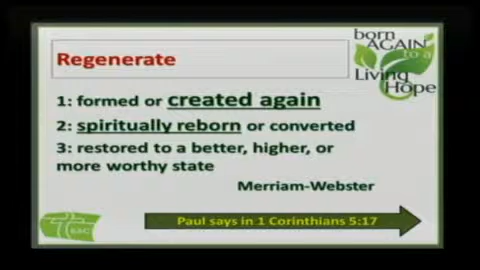 born
AGAIN
to a
Living
Hope
Regenerate
1: formed or created again
2: spiritually reborn or converted
3: restored to a better, higher, or
more worthy state
Merriam-Webster
Paul says in 1 Corinthians 5:17